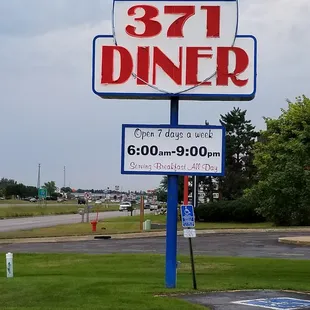 371
DINER
Open 7 days a week
6:00am-9:00pm
Serving Breakfast All Day